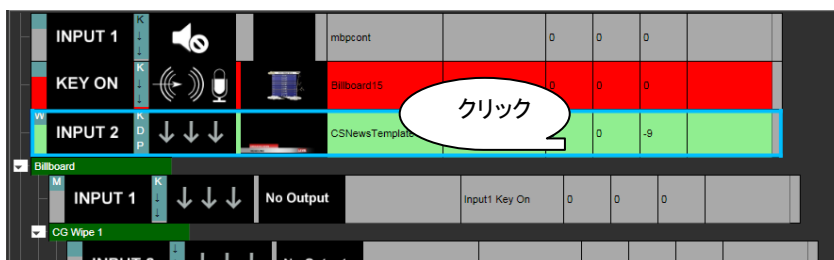 K
INPUT 1 ↓ mbpcont 0 0 0
↓
K
KEY ON ↓ Billboard15 0 0 0
↓
クリック
W K
INPUT 2 D ↓ ↓ ↓ CSNewsTemplate 0 -9
P
Billboard
M K
INPUT 1 ↓ ↓ ↓ ↓ No Output Input1 Key On 0 0 0
↓
CG Wipe 1